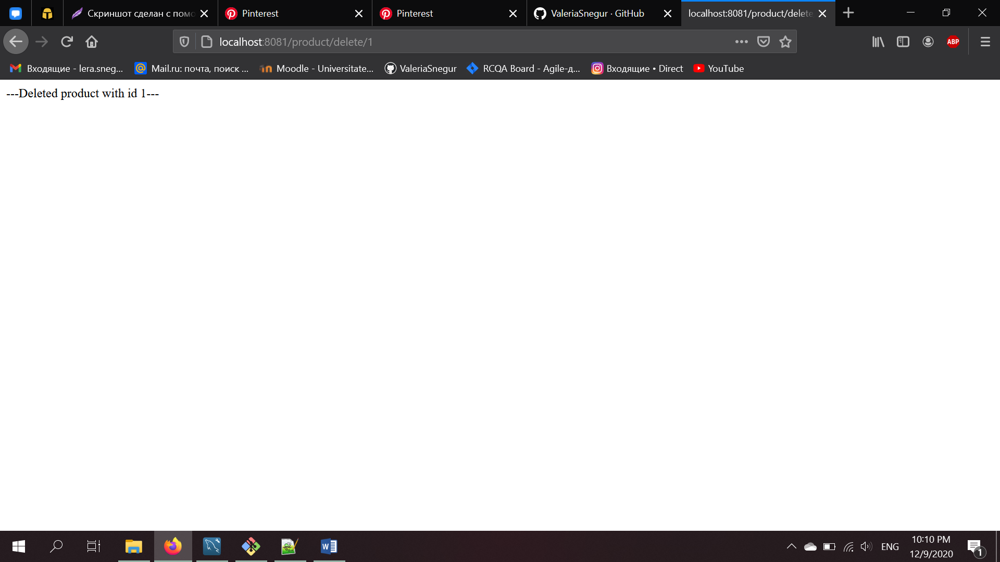 Скриншот сделан с помо
Pinterest
Pinterest
ValeriaSnegur · GitHub
localhost:8081/product/delete
localhost:8081/product/delete/1
ABP
Входящие - lera.sneg...
Mail.ru: почта, поиск ...
Moodle - Universitate...
ValeriaSnegur
RCQA Board - Agile-д...
Входящие • Direct
YouTube
---Deleted product with id 1---
ENG
10:10 PM
12/9/2020
1